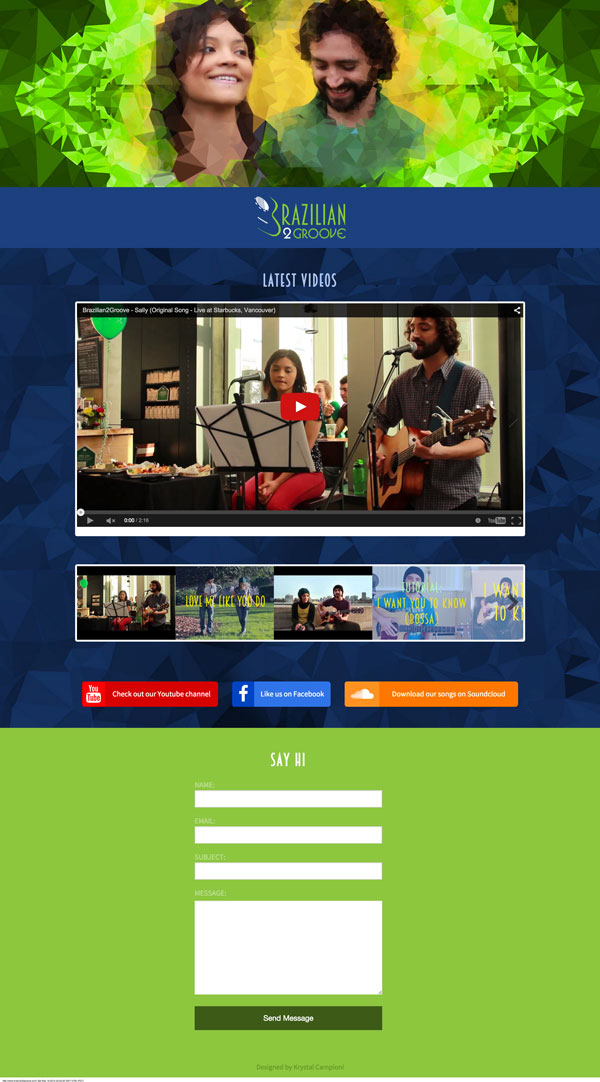 BRAZILIAN
2 GROOVE
LATEST VIDEOS
Brazilian2Groove - Sally (Original Song - Live at Starbucks, Vancouver)
0:00 / 2:16
YouTube
LOVE ME LIKE YOU DO
TUTORIAL:
I WANT YOU TO KNOW
(BOSSA)
I WANT
TO K
You
Tube
Check out our Youtube channel
Like us on Facebook
Download our songs on Soundcloud
SAY HI
NAME:
EMAIL:
SUBJECT:
MESSAGE:
Send Message
Designed by Krystal Campioni